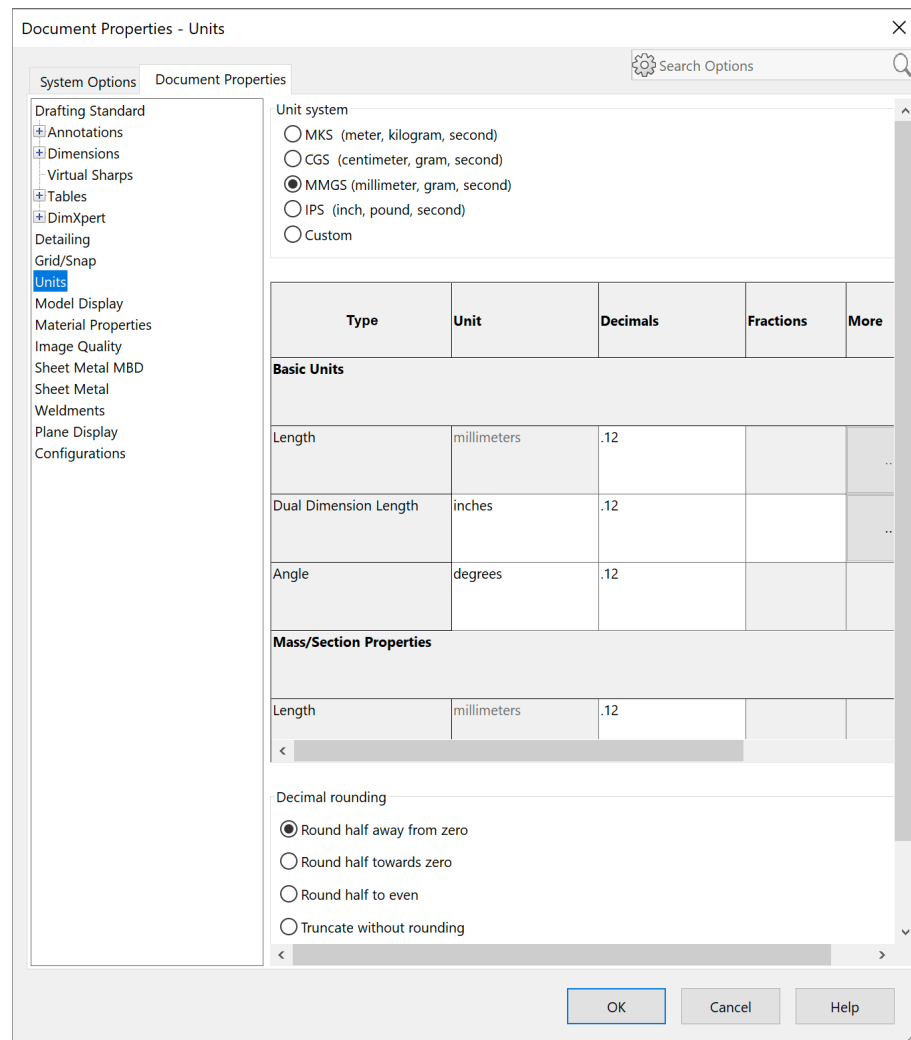 Document Properties - Units
System Options
Document Properties
Search Options
Drafting Standard
Annotations
Dimensions
Virtual Sharps
Tables
DimXpert
Detailing
Grid/Snap
Units
Model Display
Material Properties
Image Quality
Sheet Metal MBD
Sheet Metal
Weldments
Plane Display
Configurations
Unit system
MKS (meter, kilogram, second)
CGS (centimeter, gram, second)
MMGS (millimeter, gram, second)
IPS (inch, pound, second)
Custom
Type Unit Decimals Fractions More
Basic Units
Length millimeters .12 ..
Dual Dimension Length inches .12 ..
Angle degrees .12
Mass/Section Properties
Length millimeters .12
Decimal rounding
Round half away from zero
Round half towards zero
Round half to even
Truncate without rounding
OK Cancel Help